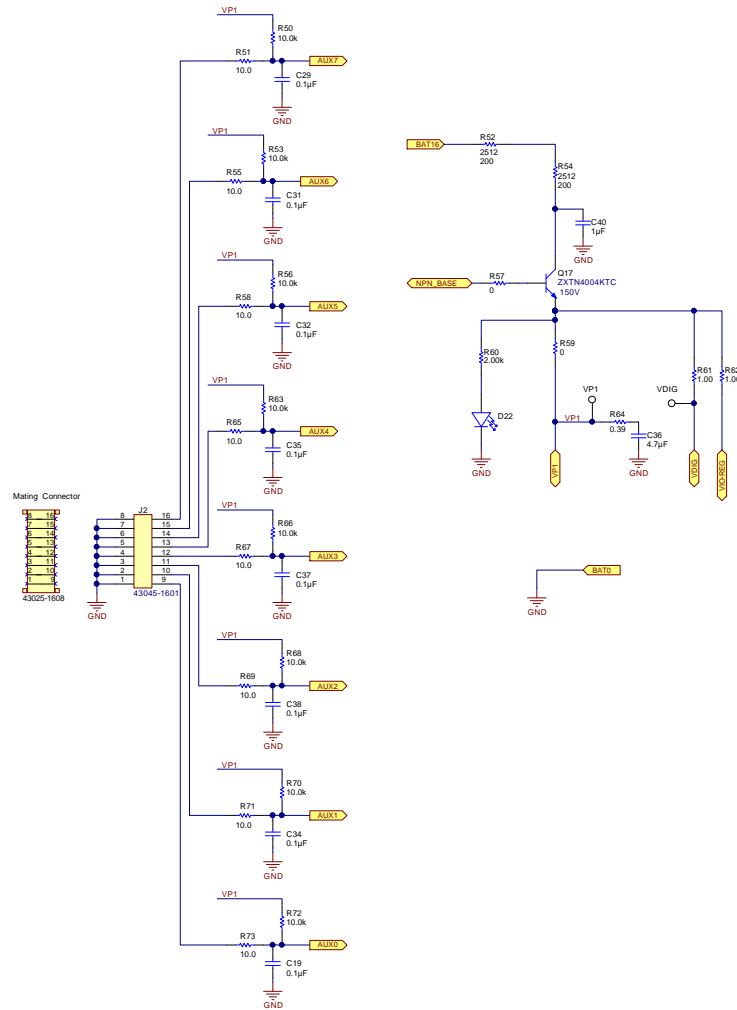 VP1
R50
10.0k
R51
10.0
AUX7
C29
0.1µF
GND
VP1
R53
10.0k
R55
10.0
AUX6
C31
0.1µF
GND
VP1
R56
10.0k
R58
10.0
AUX5
C32
0.1µF
GND
VP1
R63
10.0k
R65
10.0
AUX4
C35
0.1µF
GND
VP1
R66
10.0k
R67
10.0
AUX3
C37
0.1µF
GND
VP1
R68
10.0k
R69
10.0
AUX2
C38
0.1µF
GND
VP1
R70
10.0k
R71
10.0
AUX1
C34
0.1µF
GND
VP1
R72
10.0k
R73
10.0
AUX0
C19
0.1µF
GND
Mating Connector
8 16
7 15
6 14
5 13
4 12
3 11
2 10
1 9
43025-1608
J2
8 16
7 15
6 14
5 13
4 12
3 11
2 10
1 9
43045-1601
GND
BAT16
R52
2512
200
R54
2512
200
C40
1µF
GND
NPN_BASE
R57
0
Q17
ZXTN4004KTC
150V
R60
2.00k
R59
0
R61
1.00
R62
1.00
D22
GND
VP1
VP1
R64
0.39
C36
4.7µF
GND
VDIG
VP1
VDIG
VIO-REG
BAT0
GND